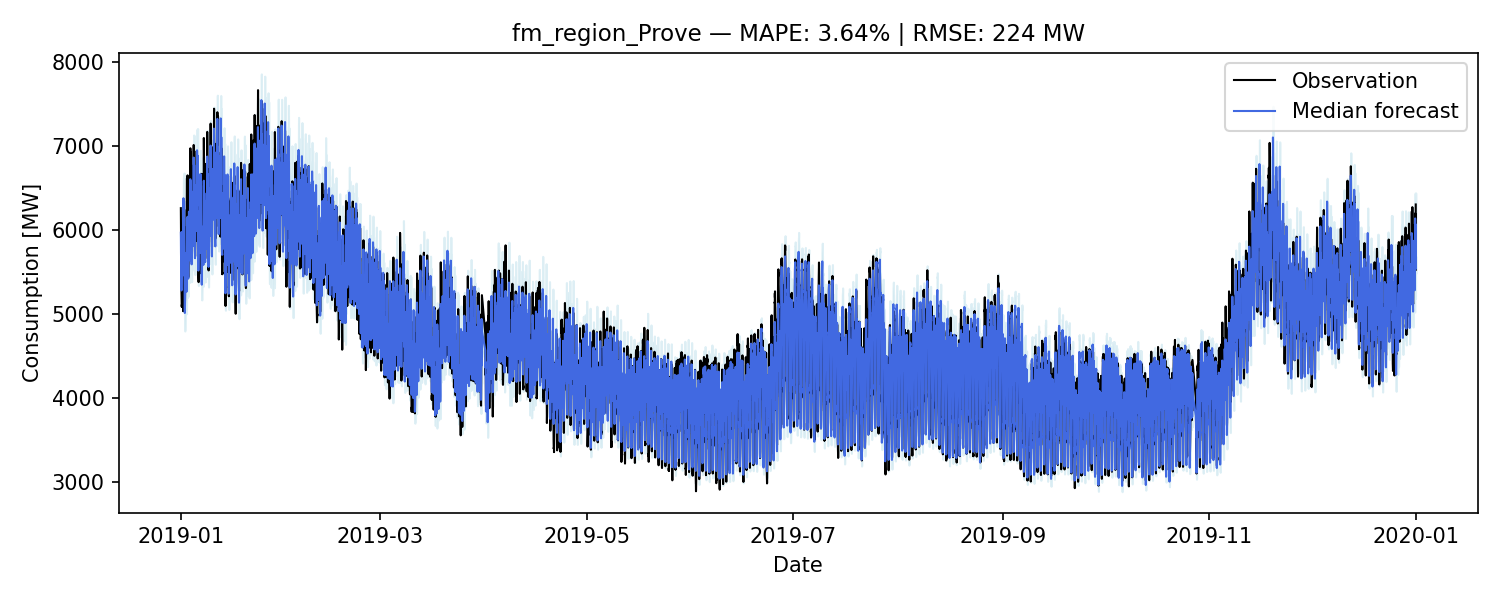 fm_region_Prove — MAPE: 3.64% | RMSE: 224 MW
Observation
Median forecast
Consumption [MW]
8000
7000
6000
5000
4000
3000
2019-01 2019-03 2019-05 2019-07 2019-09 2019-11 2020-01
Date